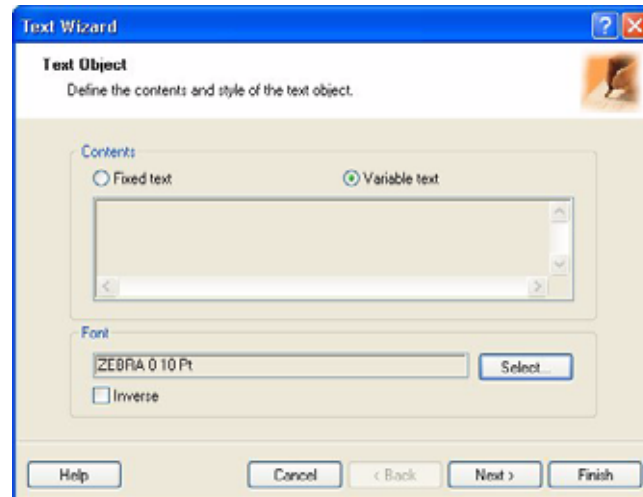 Text Wizard
Text Object
Define the contents and style of the text object.
Contents
Fixed text
Variable text
Font
ZEBRA 0 10 Pt
Select...
Inverse
Help
Cancel
< Back
Next >
Finish